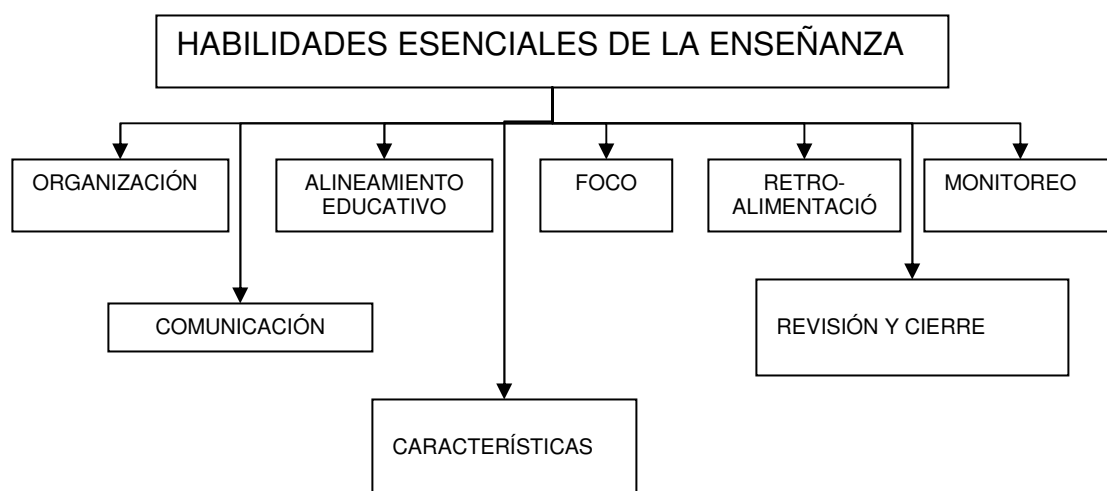 HABILIDADES ESENCIALES DE LA ENSEÑANZA
ORGANIZACIÓN
ALINEAMIENTO
EDUCATIVO
FOCO
RETRO-
ALIMENTACIÓ
MONITOREO
COMUNICACIÓN
REVISIÓN Y CIERRE
CARACTERÍSTICAS